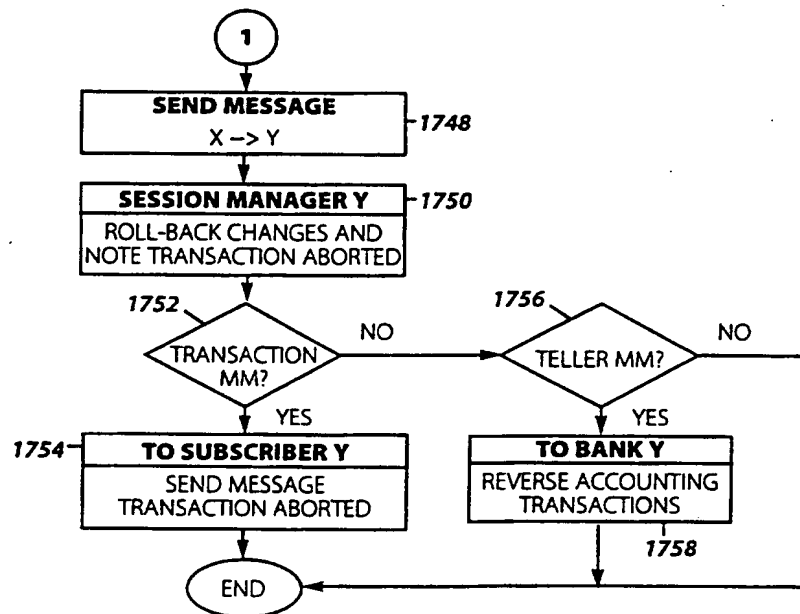 1
SEND MESSAGE
X –> Y
1748
SESSION MANAGER Y
1750
ROLL-BACK CHANGES AND
NOTE TRANSACTION ABORTED
1752
TRANSACTION
MM?
NO
YES
1756
TELLER MM?
NO
YES
1754
TO SUBSCRIBER Y
SEND MESSAGE
TRANSACTION ABORTED
TO BANK Y
REVERSE ACCOUNTING
TRANSACTIONS
1758
END